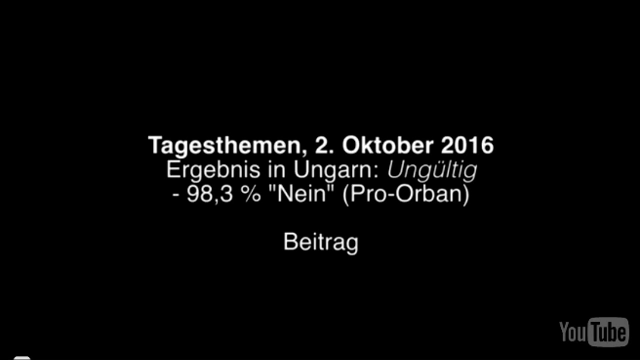 Tagesthemen, 2. Oktober 2016
Ergebnis in Ungarn: Ungültig
- 98,3 % "Nein" (Pro-Orban)
Beitrag
YouTube